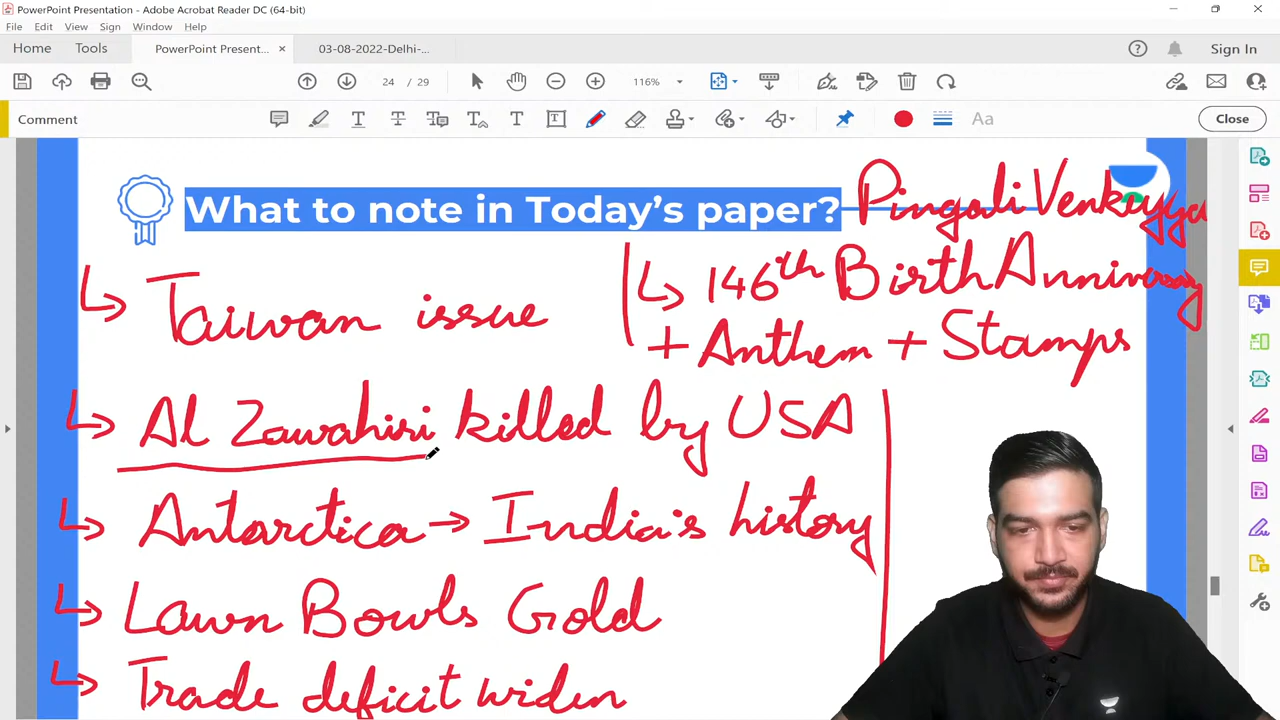 PowerPoint Presentation - Adobe Acrobat Reader DC (64-bit)
File Edit View Sign Window Help
Home Tools PowerPoint Present... × 03-08-2022-Delhi-... Sign In
24 / 29 116%
Comment Close
What to note in Today's paper?
Pingali Venkayya
↳ 146th Birth Anniversary
+ Anthem + Stamps
↳ Taiwan issue
↳ Al Zawahiri killed by USA
↳ Antarctica → India's history
↳ Lawn Bowls Gold
↳ Trade deficit widen